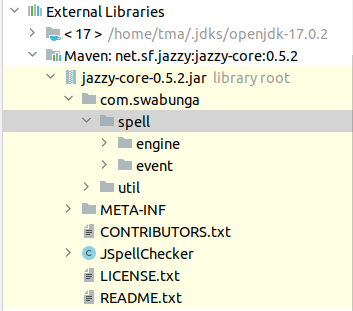 External Libraries
< 17 > /home/tma/.jdks/openjdk-17.0.2
Maven: net.sf.jazzy:jazzy-core:0.5.2
jazzy-core-0.5.2.jar library root
com.swabunga
spell
engine
event
util
META-INF
CONTRIBUTORS.txt
JSpellChecker
LICENSE.txt
README.txt